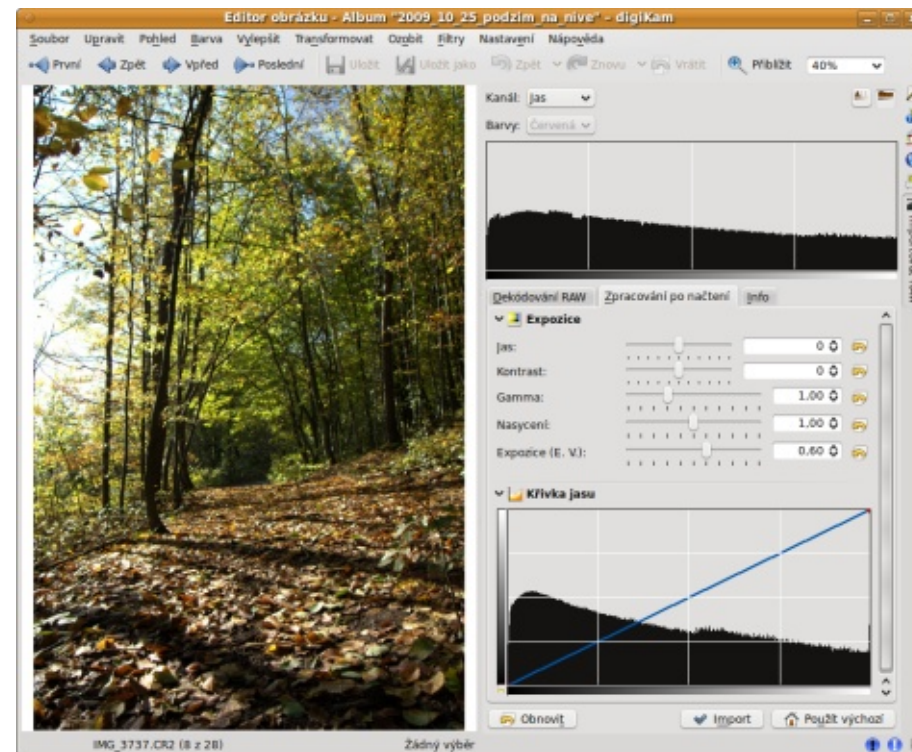 Editor obrázku - Album "2009_10_25_podzim_na_nive" - digiKam
Soubor Upravit Pohled Barva Vylepšit Transformovat Ozobit Filtry Nastavení Nápověda
První Zpět Vpřed Poslední Uložit Uložit jako Zpět Znovu Vrátit Přiblížit 40%
Kanál: Jas
Barvy: Červená
Dekódování RAW Zpracování po načtení Info
Expozice
Jas: 0
Kontrast: 0
Gamma: 1.00
Nasycení: 1.00
Expozice (E. V.): 0.60
Křivka jasu
Obnovit Import Použít výchozí
IMG_3737.CR2 (8 z 28) Žádný výběr